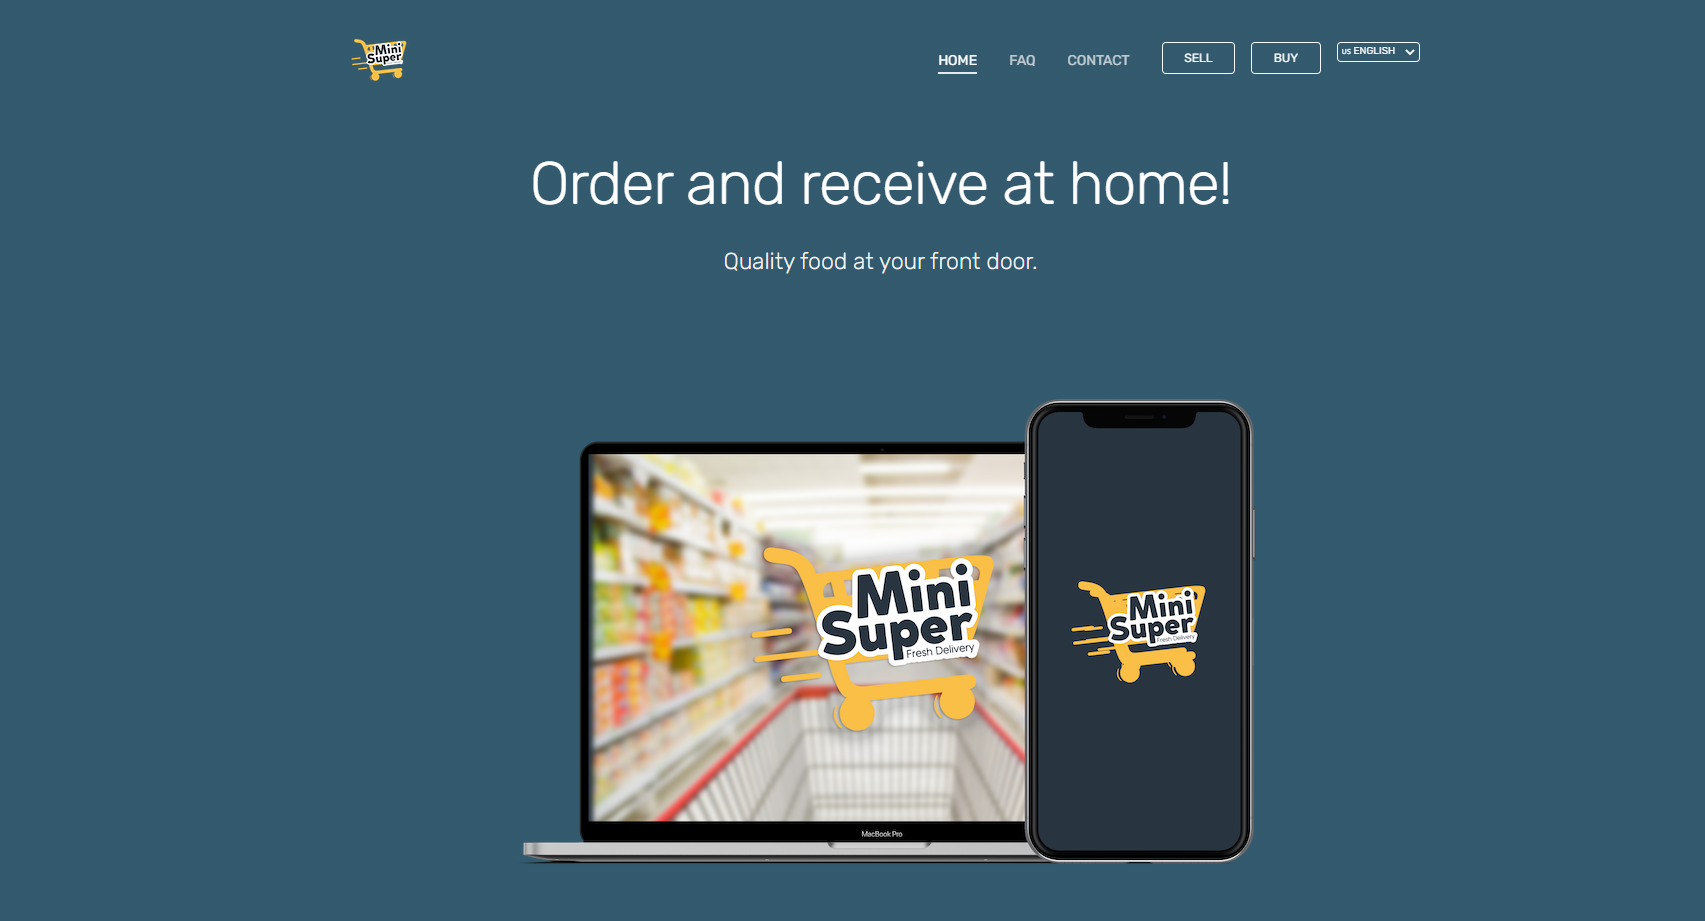 Mini
Super
HOME
FAQ
CONTACT
SELL
BUY
US ENGLISH
Order and receive at home!
Quality food at your front door.
Mini
Super
Fresh Delivery
MacBook Pro
Mini
Super
Fresh Delivery